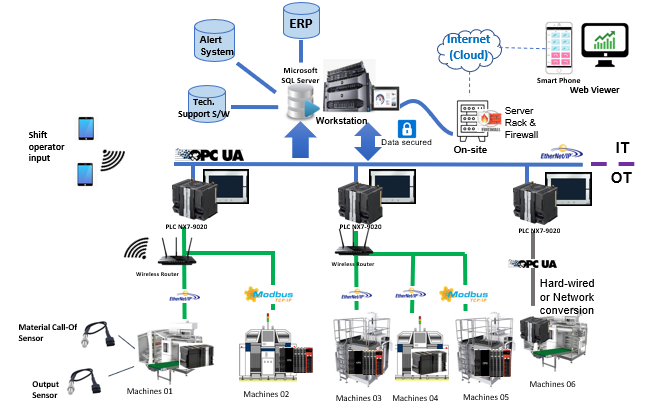 ERP
Alert
System
Internet
(Cloud)
Microsoft
SQL Server
Smart Phone
Web Viewer
Tech.
Support S/W
Workstation
Server
Rack &
Firewall
FIREWALL
Data secured
On-site
Shift
operator
input
OPC UA
EtherNet/IP
IT
OT
PLC NX7-9020
PLC NX7-9020
PLC NX7-9020
Wireless Router
Wireless Router
OPC UA
EtherNet/IP
Modbus
TCP/IP
EtherNet/IP
EtherNet/IP
Modbus
TCP/IP
Hard-wired
or Network
conversion
Material Call-Of
Sensor
Output
Sensor
Machines 01
Machines 02
Machines 03
Machines 04
Machines 05
Machines 06